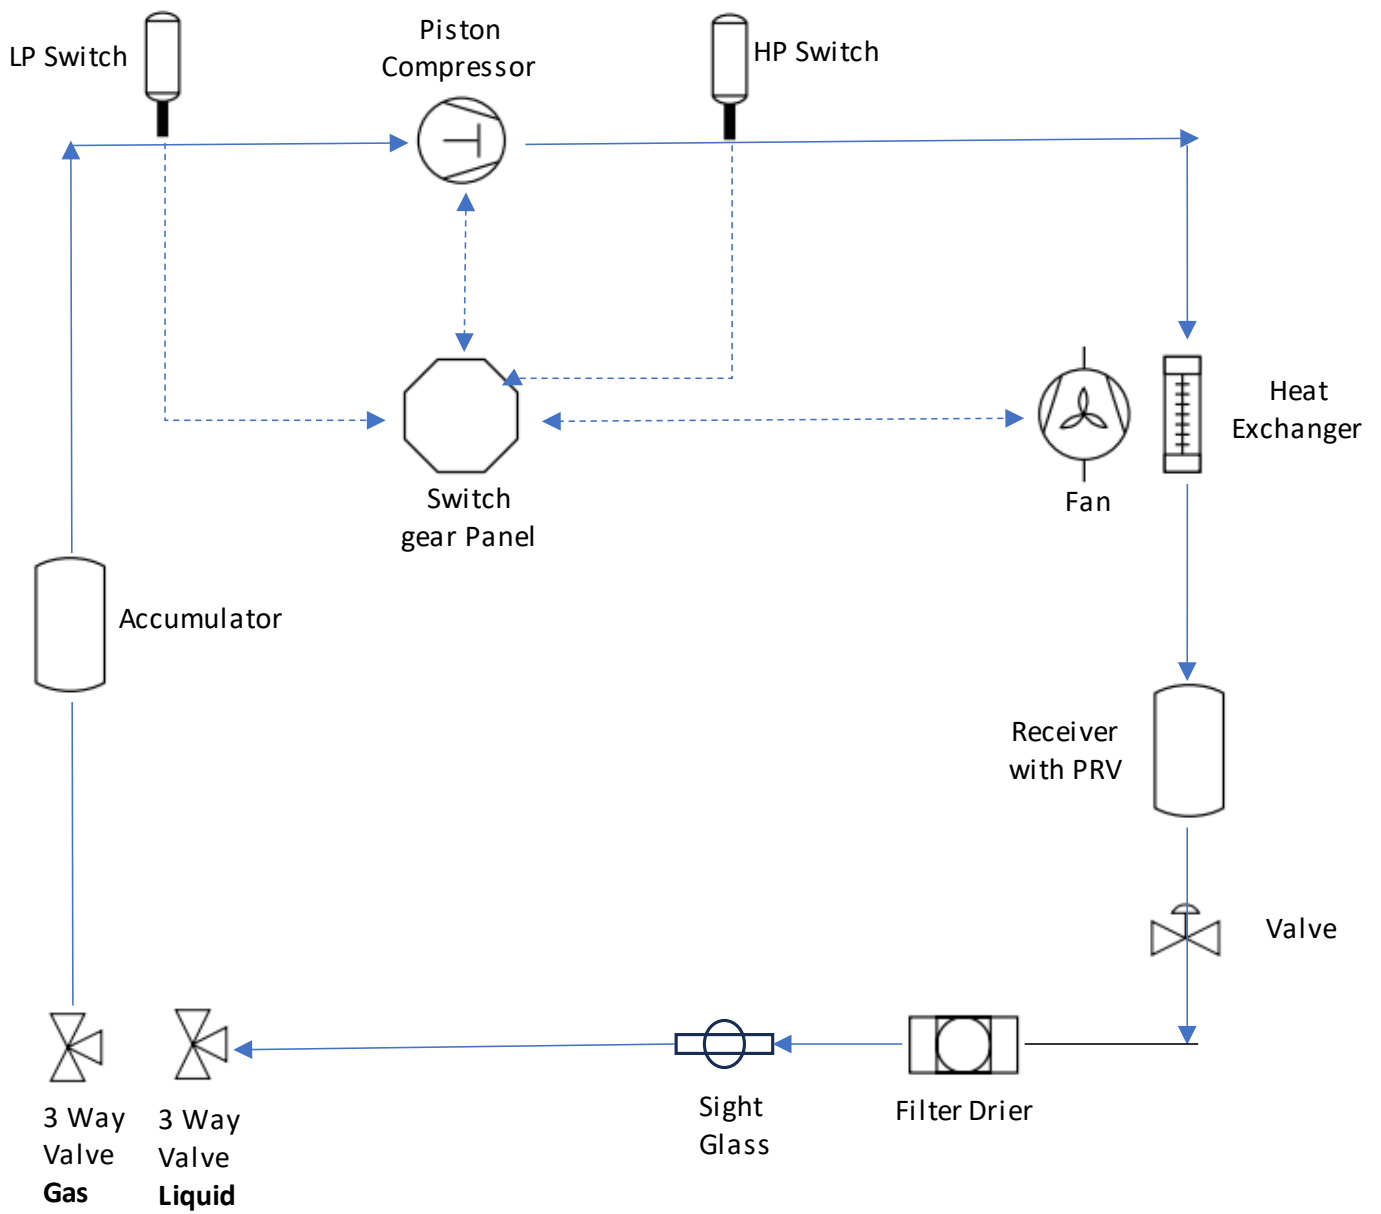 LP Switch
Piston
Compressor
HP Switch
Heat
Exchanger
Fan
Switch
gear Panel
Accumulator
Receiver
with PRV
Valve
3 Way
Valve
Gas
3 Way
Valve
Liquid
Sight
Glass
Filter Drier